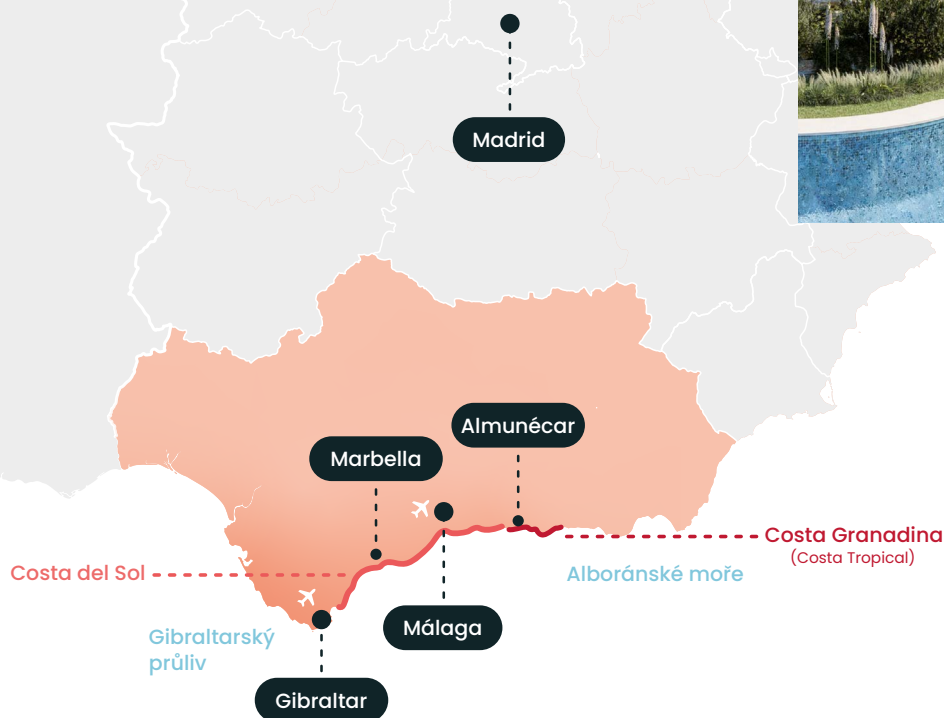 Madrid
Almunécar
Marbella
Costa Granadina
(Costa Tropical)
Costa del Sol
Alboránské moře
Málaga
Gibraltarský
průliv
Gibraltar